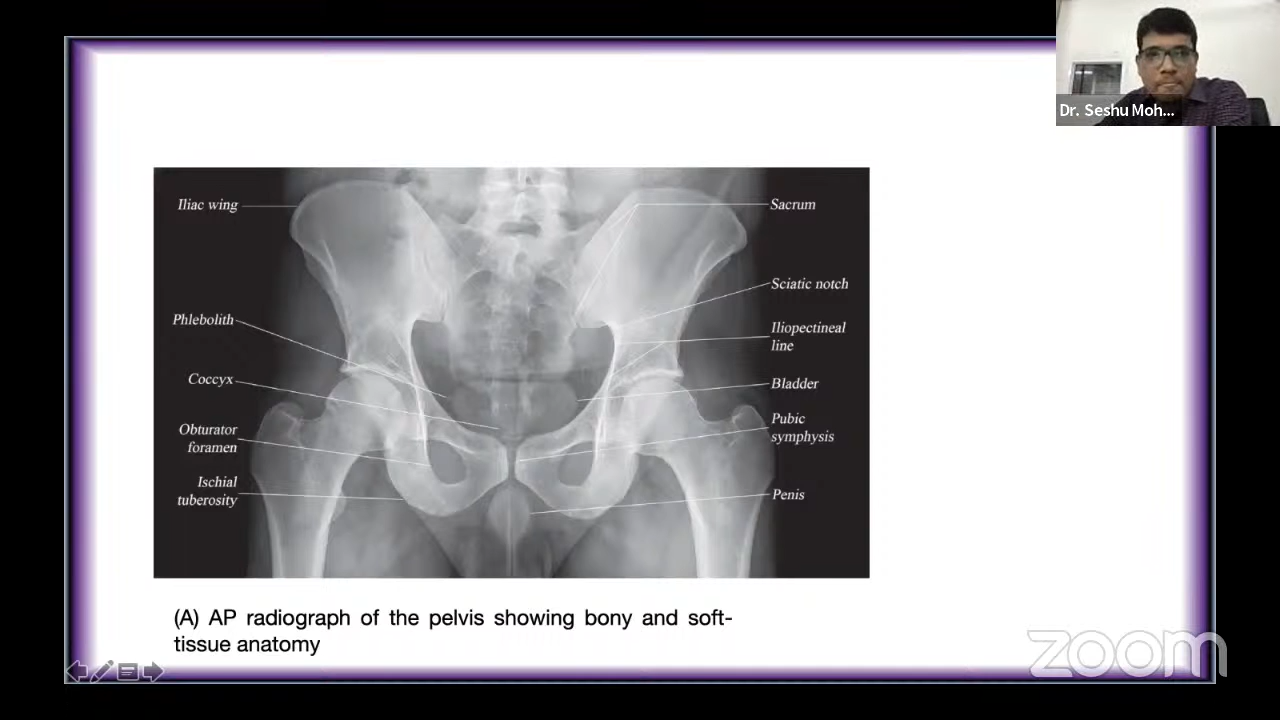 Dr. Seshu Moh...
Iliac wing
Sacrum
Sciatic notch
Phlebolith
Iliopectineal
line
Coccyx
Bladder
Obturator
foramen
Pubic
symphysis
Ischial
tuberosity
Penis
(A) AP radiograph of the pelvis showing bony and soft-
tissue anatomy
zoom